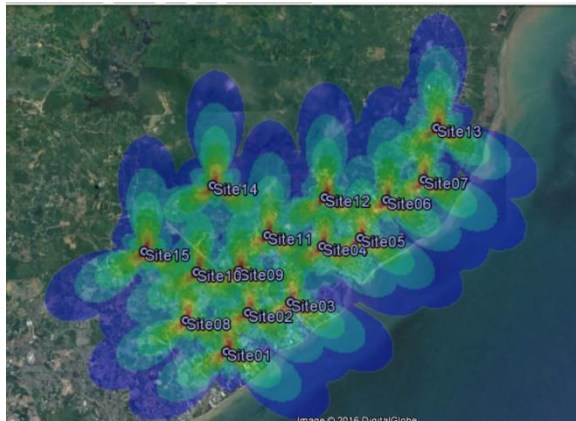 Site13
Site07
Site14
Site12
Site06
Site11
Site05
Site04
Site15
Site10
Site09
Site03
Site02
Site08
Site01
Image © 2016 DigitalGlobe